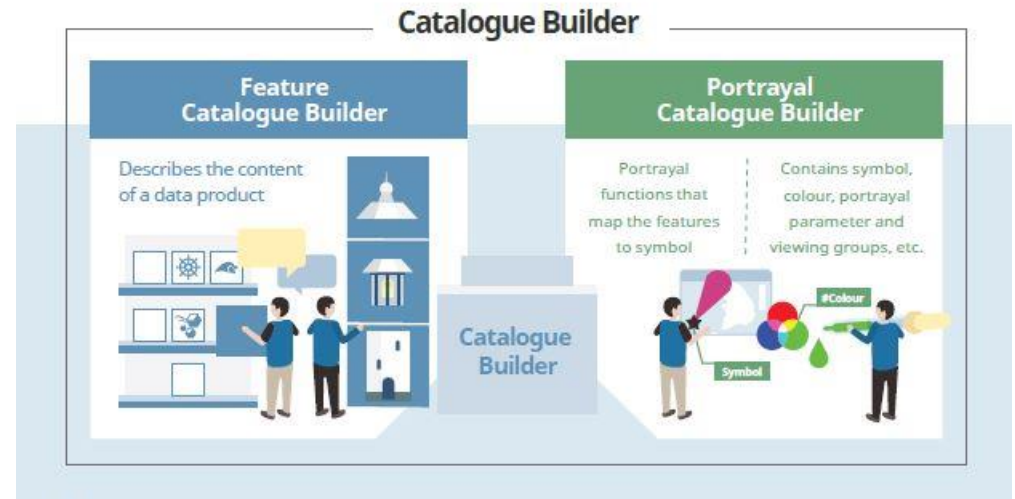 Catalogue Builder
Feature
Catalogue Builder
Describes the content
of a data product
Catalogue
Builder
Portrayal
Catalogue Builder
Portrayal
functions that
map the features
to symbol
Contains symbol,
colour, portrayal
parameter and
viewing groups, etc.
#Colour
Symbol